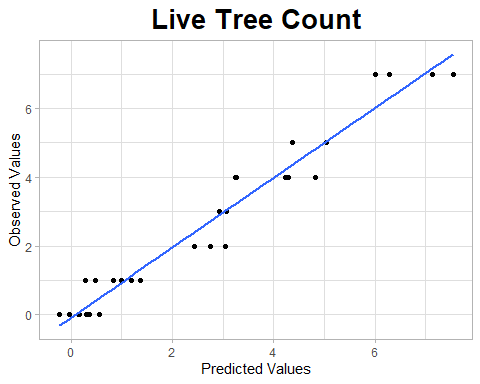 Live Tree Count
Observed Values
6
4
2
0
0 2 4 6
Predicted Values